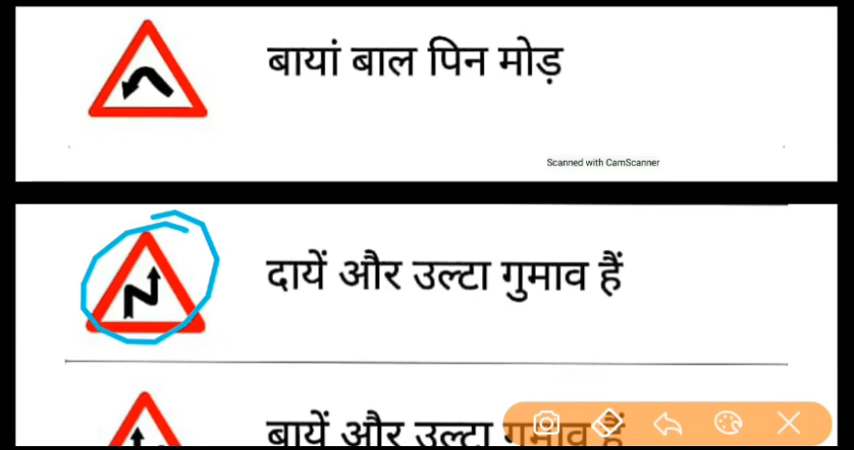 बायां बाल पिन मोड़
Scanned with CamScanner
दायें और उल्टा गुमाव हैं
बायें और उल्टा गुमाव हैं